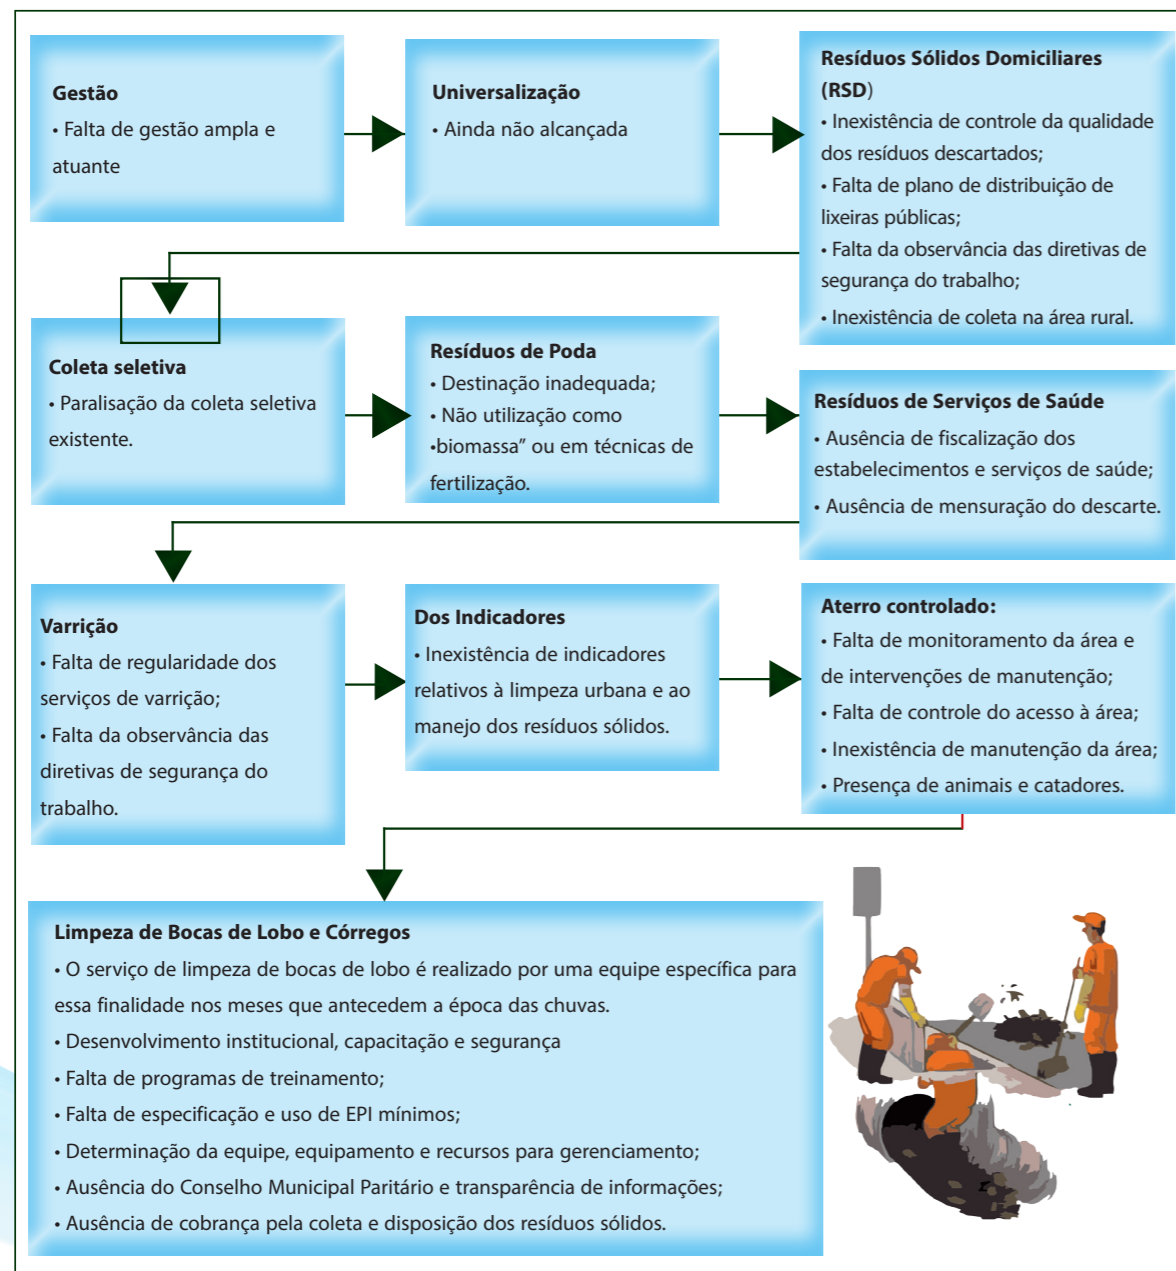 Gestão
• Falta de gestão ampla e
atuante
Universalização
• Ainda não alcançada
Resíduos Sólidos Domiciliares
(RSD)
• Inexistência de controle da qualidade
dos resíduos descartados;
• Falta de plano de distribuição de
lixeiras públicas;
• Falta da observância das diretivas de
segurança do trabalho;
• Inexistência de coleta na área rural.
Coleta seletiva
• Paralisação da coleta seletiva
existente.
Resíduos de Poda
• Destinação inadequada;
• Não utilização como
•biomassa” ou em técnicas de
fertilização.
Resíduos de Serviços de Saúde
• Ausência de fiscalização dos
estabelecimentos e serviços de saúde;
• Ausência de mensuração do descarte.
Varrição
• Falta de regularidade dos
serviços de varrição;
• Falta da observância das
diretivas de segurança do
trabalho.
Dos Indicadores
• Inexistência de indicadores
relativos à limpeza urbana e ao
manejo dos resíduos sólidos.
Aterro controlado:
• Falta de monitoramento da área e
de intervenções de manutenção;
• Falta de controle do acesso à área;
• Inexistência de manutenção da área;
• Presença de animais e catadores.
Limpeza de Bocas de Lobo e Córregos
• O serviço de limpeza de bocas de lobo é realizado por uma equipe específica para
essa finalidade nos meses que antecedem a época das chuvas.
• Desenvolvimento institucional, capacitação e segurança
• Falta de programas de treinamento;
• Falta de especificação e uso de EPI mínimos;
• Determinação da equipe, equipamento e recursos para gerenciamento;
• Ausência do Conselho Municipal Paritário e transparência de informações;
• Ausência de cobrança pela coleta e disposição dos resíduos sólidos.